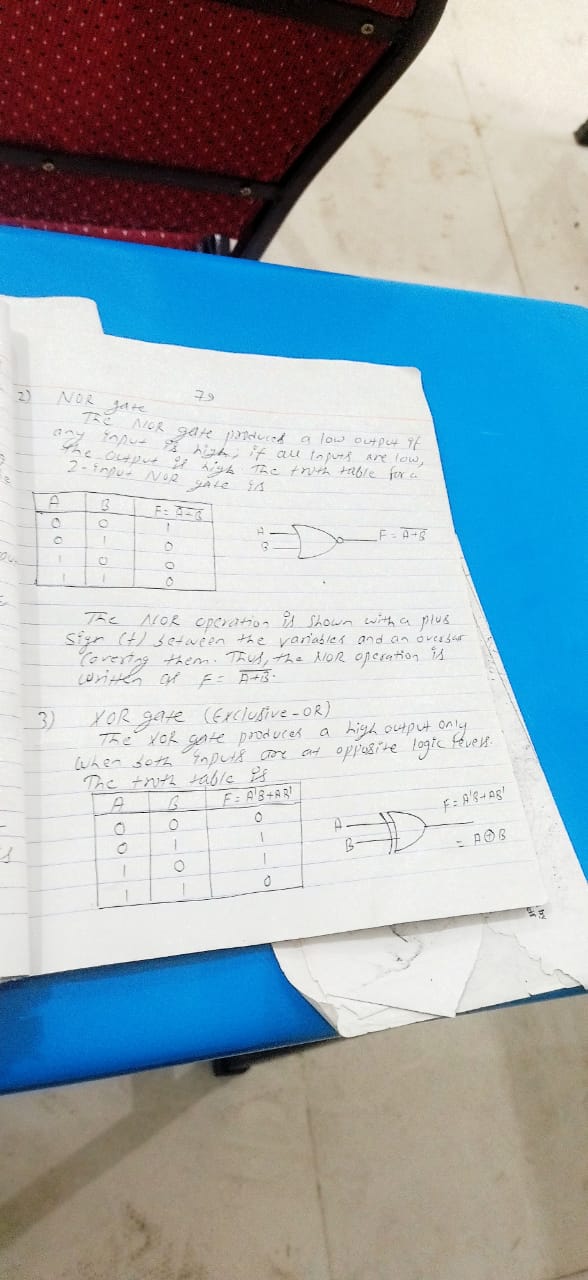 79
2) NOR gate
The NOR gate produces a low output if
any input is high, if all inputs are low,
the output is high. The truth table for a
2-input NOR gate is
A B F = A+B
0 0 1
0 1 0
1 0 0
1 1 0
A
B
F = A+B
The NOR operation is shown with a plus
sign (+) between the variables and an overbar
covering them. Thus, the NOR operation is
written as F = A+B.
3) XOR gate (Exclusive-OR)
The XOR gate produces a high output only
when both inputs are at opposite logic levels.
The truth table is
A B F = A'B+AB'
0 0 0
0 1 1
1 0 1
1 1 0
A
B
F = A'B+AB'
= A⊕B